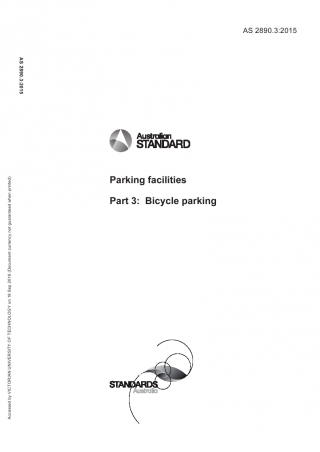 AS 2890.3:2015
AS 2890.3:2015
Australian
STANDARD
Parking facilities
Part 3: Bicycle parking
Accessed by VICTORIAN UNIVERSITY OF TECHNOLOGY on 16 Sep 2016 (Document currency not guaranteed when printed)
STANDARDS
Australia